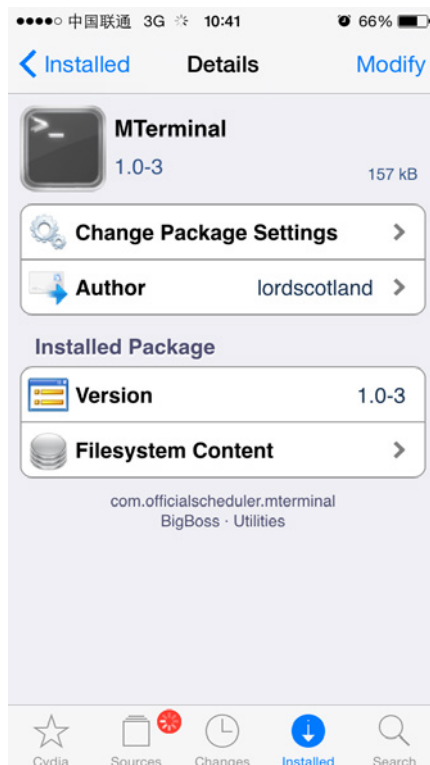 中国联通 3G 10:41 66%
Installed Details Modify
>_
MTerminal
1.0-3 157 kB
Change Package Settings
Author lordscotland
Installed Package
Version 1.0-3
Filesystem Content
com.officialscheduler.mterminal
BigBoss · Utilities
Cydia Sources Changes Installed Search